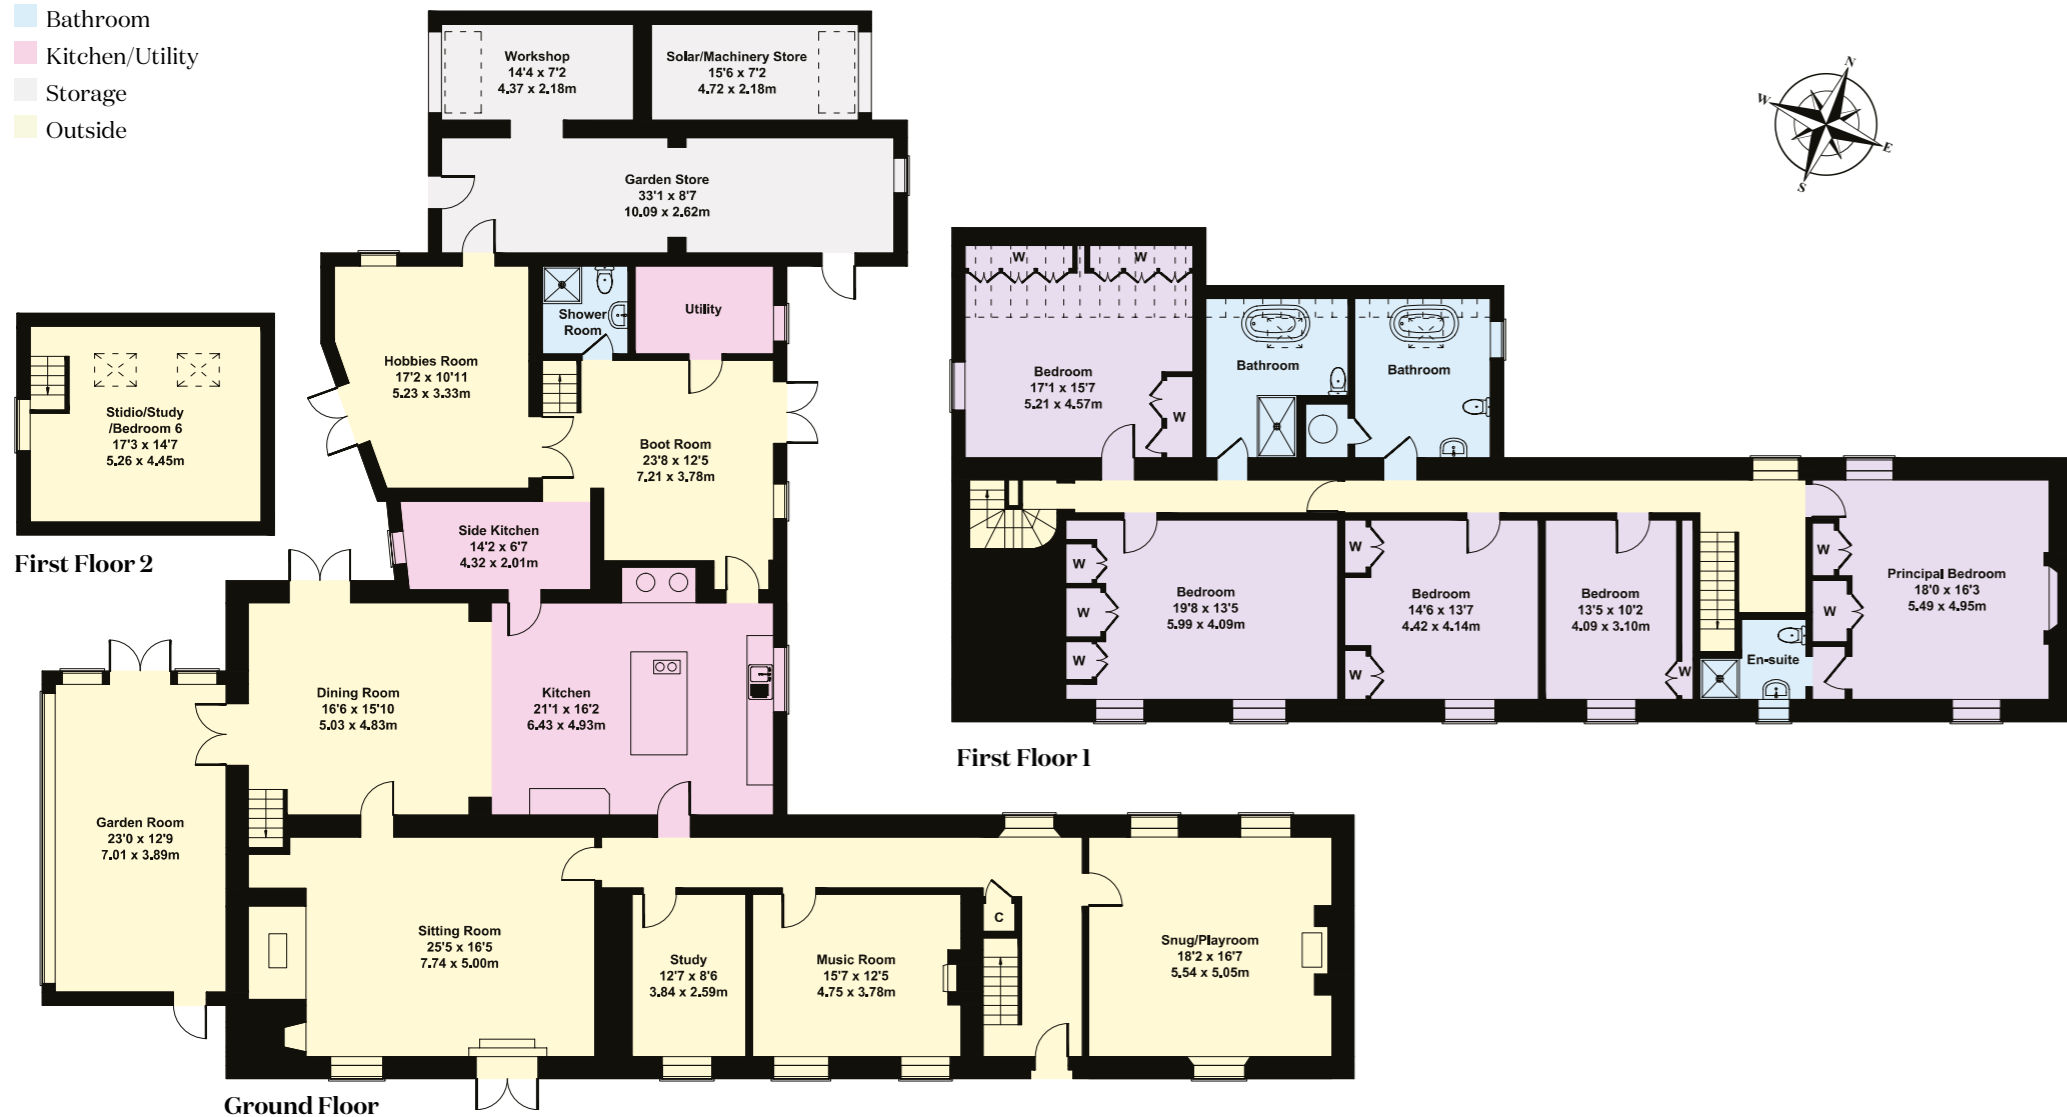 Bathroom
Kitchen/Utility
Storage
Outside
Workshop
14'4 x 7'2
4.37 x 2.18m
Solar/Machinery Store
15'6 x 7'2
4.72 x 2.18m
Garden Store
33'1 x 8'7
10.09 x 2.62m
N
W
E
S
Shower
Room
Utility
Hobbies Room
17'2 x 10'11
5.23 x 3.33m
Boot Room
23'8 x 12'5
7.21 x 3.78m
Side Kitchen
14'2 x 6'7
4.32 x 2.01m
Stidio/Study
/Bedroom 6
17'3 x 14'7
5.26 x 4.45m
First Floor 2
Dining Room
16'6 x 15'10
5.03 x 4.83m
Kitchen
21'1 x 16'2
6.43 x 4.93m
Garden Room
23'0 x 12'9
7.01 x 3.89m
Sitting Room
25'5 x 16'5
7.74 x 5.00m
Study
12'7 x 8'6
3.84 x 2.59m
Music Room
15'7 x 12'5
4.75 x 3.78m
C
Snug/Playroom
18'2 x 16'7
5.54 x 5.05m
Ground Floor
W
W
Bedroom
17'1 x 15'7
5.21 x 4.57m
W
Bathroom
Bathroom
W
W
W
Bedroom
19'8 x 13'5
5.99 x 4.09m
W
W
Bedroom
14'6 x 13'7
4.42 x 4.14m
Bedroom
13'5 x 10'2
4.09 x 3.10m
W
En-suite
W
W
Principal Bedroom
18'0 x 16'3
5.49 x 4.95m
First Floor 1